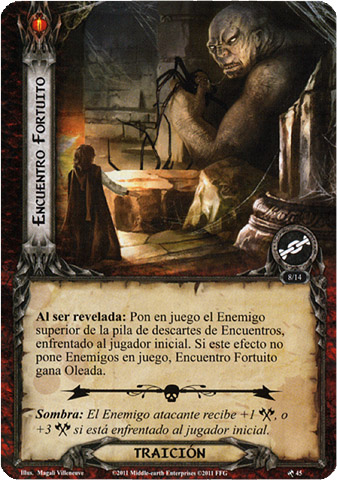 ENCUENTRO FORTUITO
8/14
Al ser revelada: Pon en juego el Enemigo
superior de la pila de descartes de Encuentros,
enfrentado al jugador inicial. Si este efecto no
pone Enemigos en juego, Encuentro Fortuito
gana Oleada.
Sombra: El Enemigo atacante recibe +1 , o
+3 si está enfrentado al jugador inicial.
TRAICIÓN
Illus. Magali Villeneuve
©2011 Middle-earth Enterprises ©2011 FFG
45